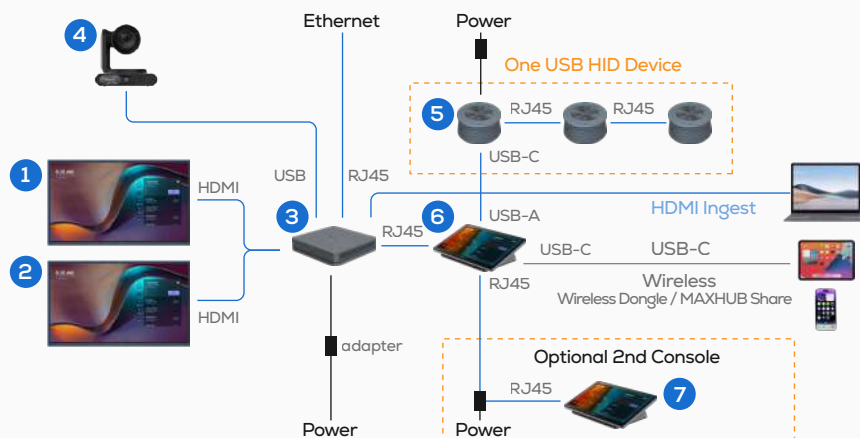 4
Ethernet
Power
One USB HID Device
5
RJ45
RJ45
USB-C
1
HDMI
USB
RJ45
3
RJ45
6
USB-A
HDMI Ingest
USB-C
USB-C
2
HDMI
RJ45
Wireless
Wireless Dongle / MAXHUB Share
adapter
Optional 2nd Console
RJ45
7
Power
Power